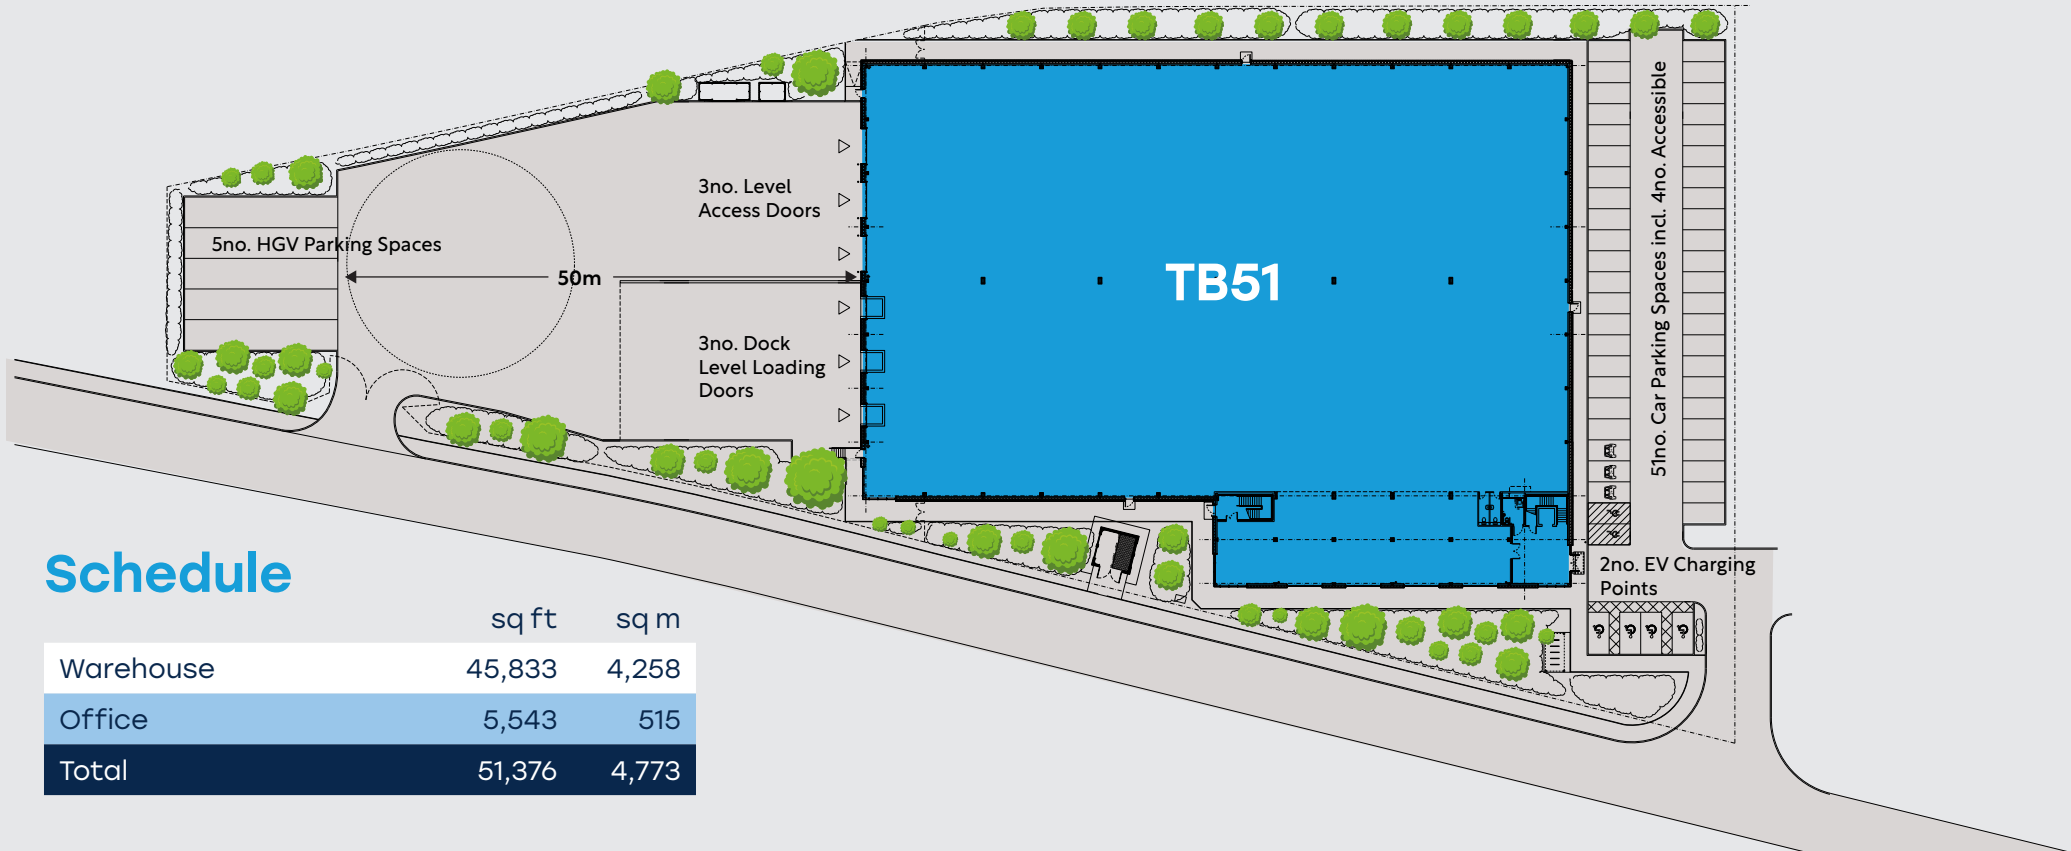 3no. Level
Access Doors
5no. HGV Parking Spaces
50m
TB51
3no. Dock
Level Loading
Doors
51no. Car Parking Spaces incl. 4no. Accessible
2no. EV Charging
Points
Schedule
sq ft sq m
Warehouse 45,833 4,258
Office 5,543 515
Total 51,376 4,773